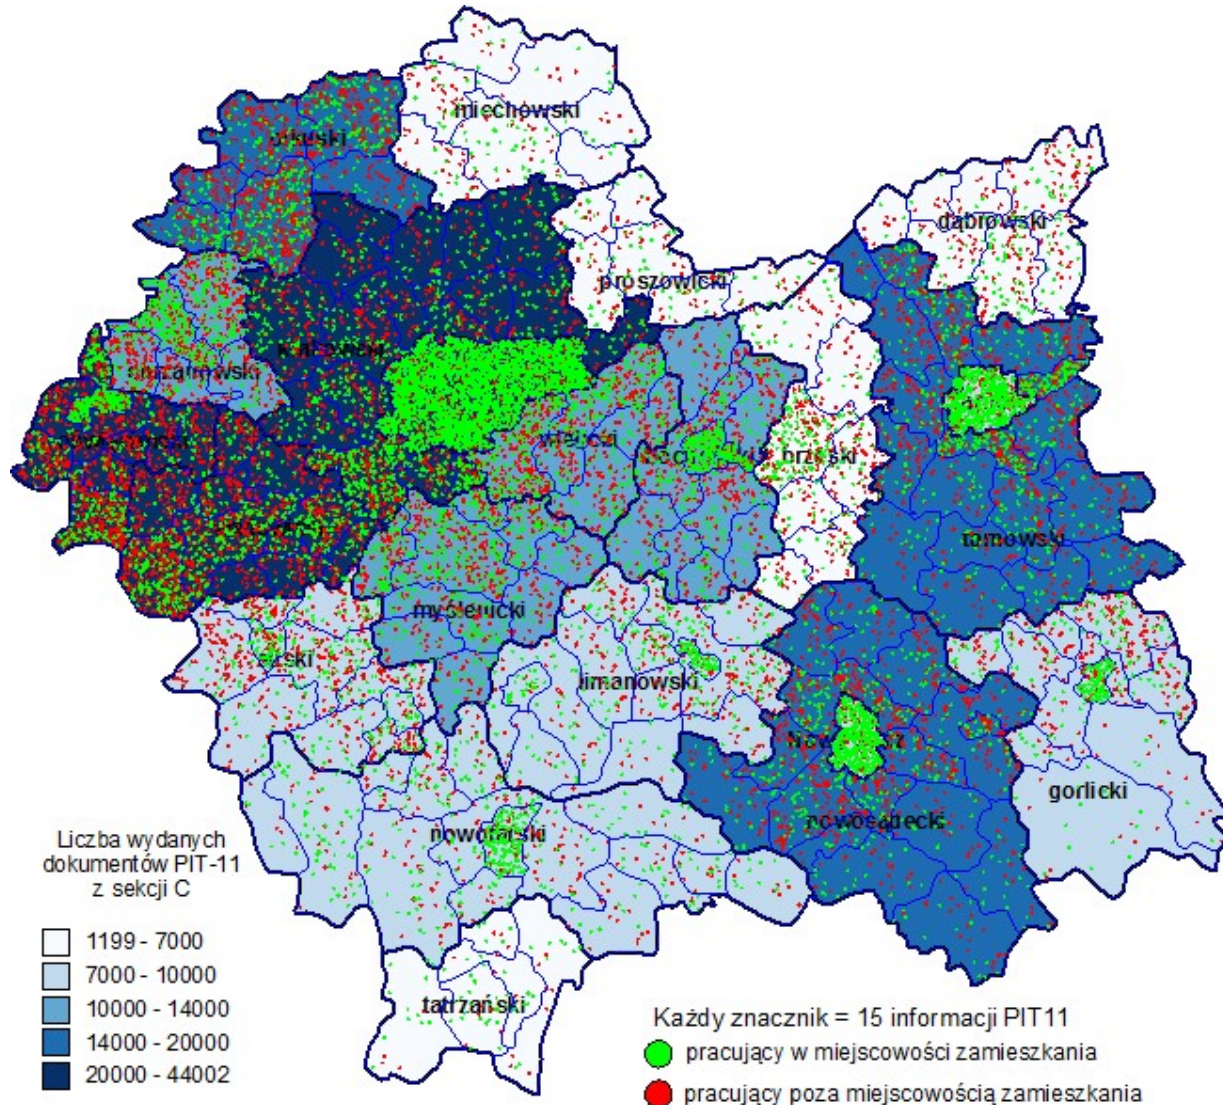 miechowski
dąbrowski
proszowicki
tarnowski
myślenicki
limanowski
gorlicki
nowotarski
nowosądecki
tatrzański
Liczba wydanych
dokumentów PIT-11
z sekcji C
1199 - 7000
7000 - 10000
10000 - 14000
14000 - 20000
20000 - 44002
Każdy znacznik = 15 informacji PIT11
pracujący w miejscowości zamieszkania
pracujący poza miejscowością zamieszkania